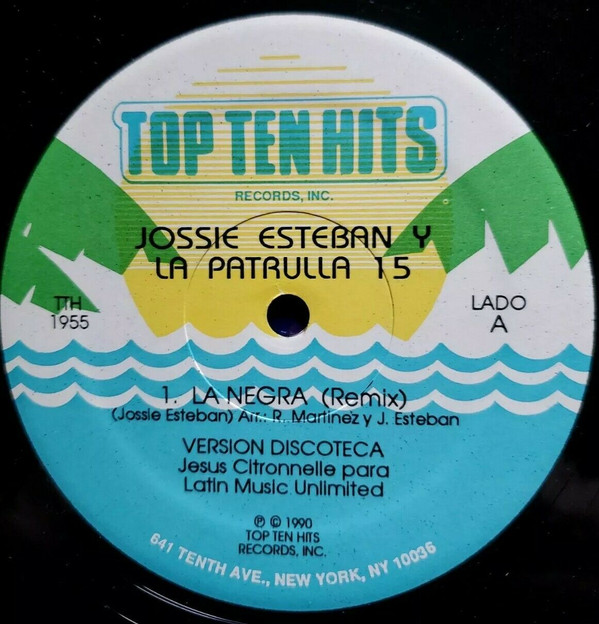 TOP TEN HITS
RECORDS, INC.
JOSSIE ESTEBAN Y
LA PATRULLA 15
TTH
1955
LADO
A
1. LA NEGRA (Remix)
(Jossie Esteban) Arr.: R. Martinez y J. Esteban
VERSION DISCOTECA
Jesus Citronnelle para
Latin Music Unlimited
℗ © 1990
TOP TEN HITS
RECORDS, INC.
641 TENTH AVE., NEW YORK, NY 10036